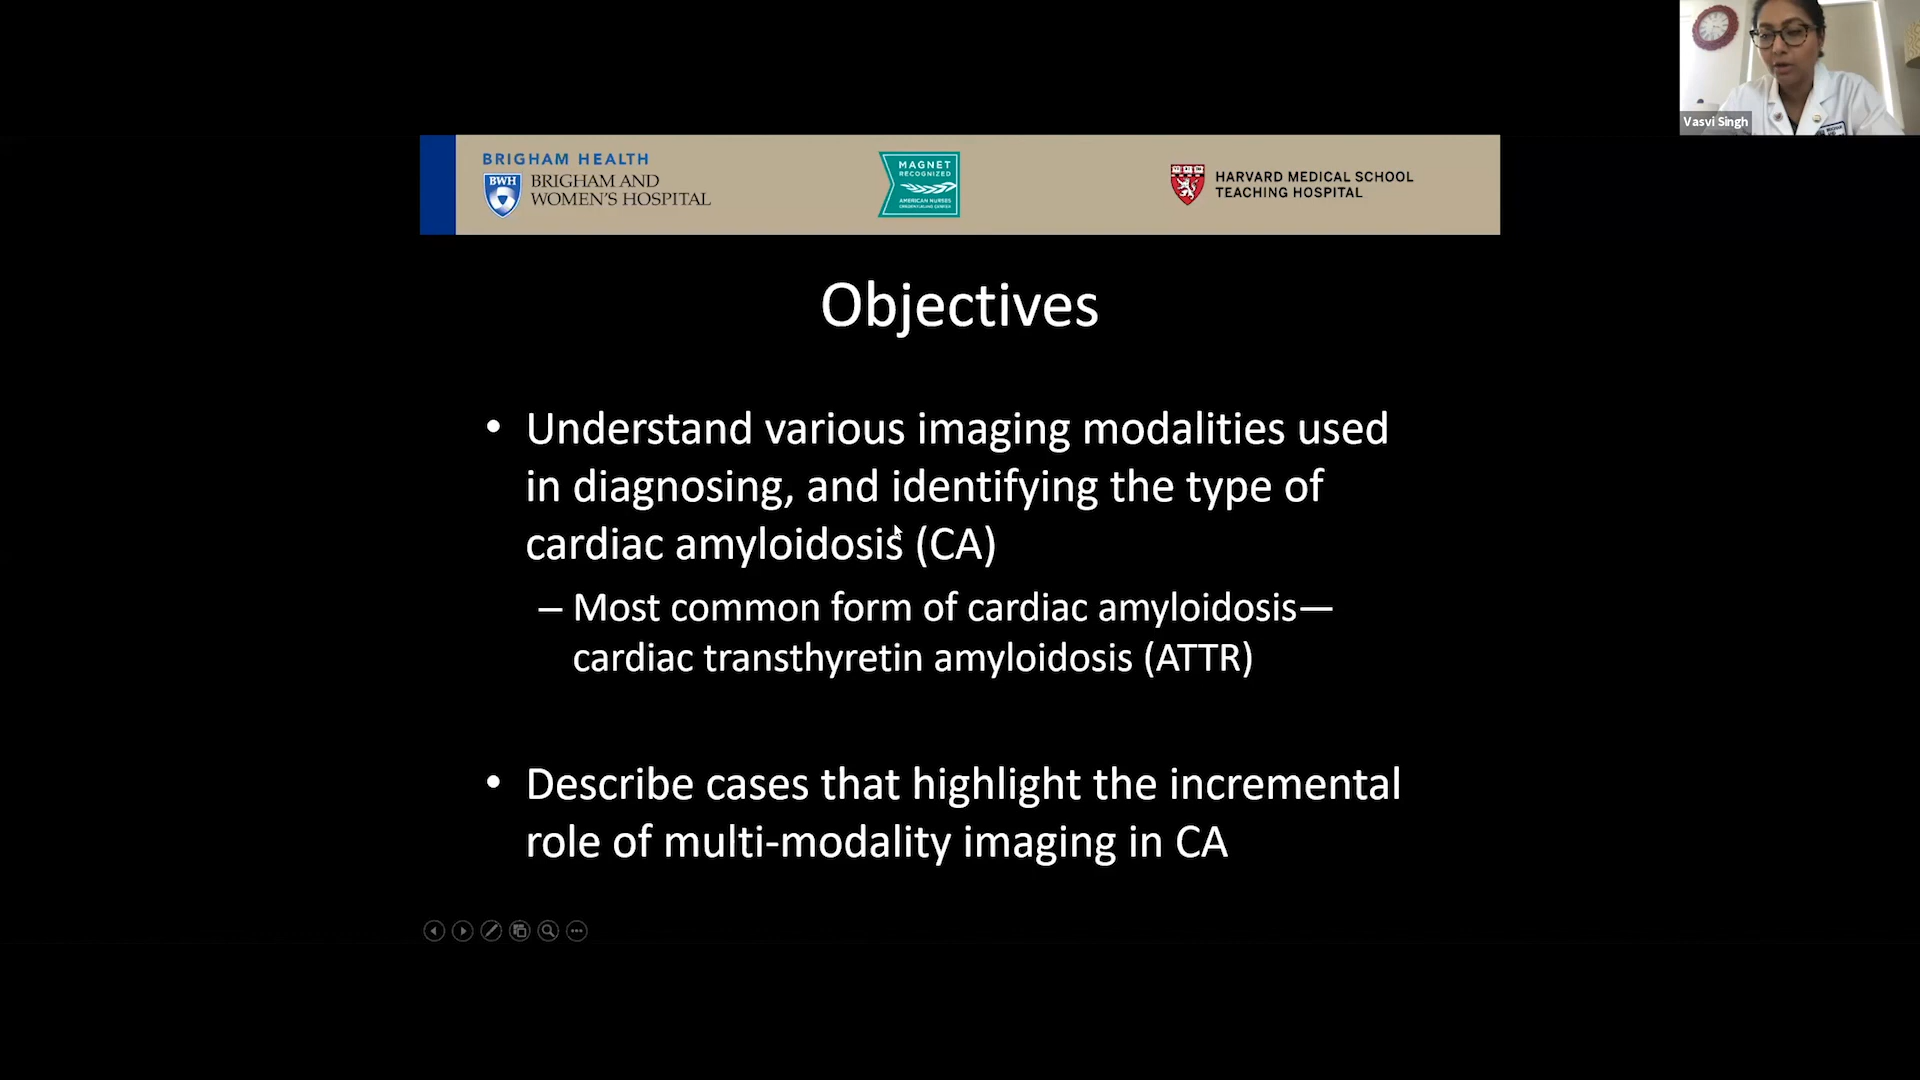 Vasvi Singh
BRIGHAM HEALTH
BWH
BRIGHAM AND
WOMEN'S HOSPITAL
MAGNET
RECOGNIZED
AMERICAN NURSES
CREDENTIALING CENTER
HARVARD MEDICAL SCHOOL
TEACHING HOSPITAL
Objectives
• Understand various imaging modalities used
in diagnosing, and identifying the type of
cardiac amyloidosis (CA)
– Most common form of cardiac amyloidosis—
cardiac transthyretin amyloidosis (ATTR)
• Describe cases that highlight the incremental
role of multi-modality imaging in CA